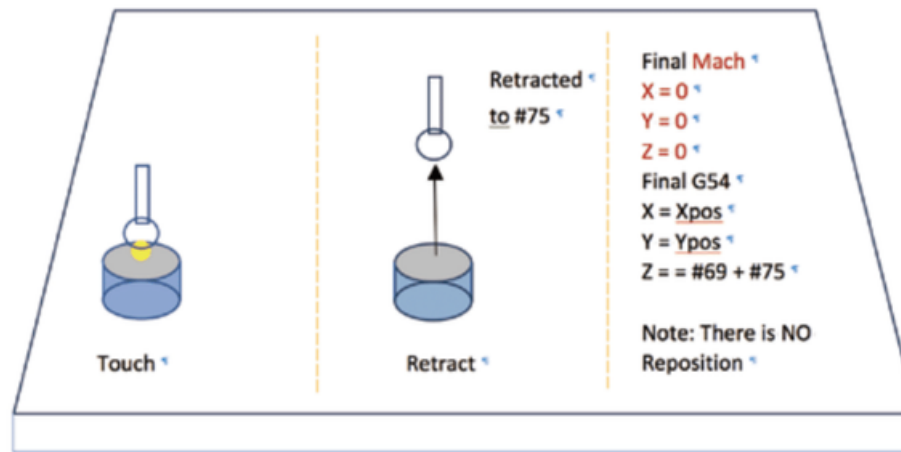 Retracted
to #75
Final Mach
X = 0
Y = 0
Z = 0
Final G54
X = Xpos
Y = Ypos
Z = = #69 + #75
Note: There is NO
Reposition
Touch
Retract